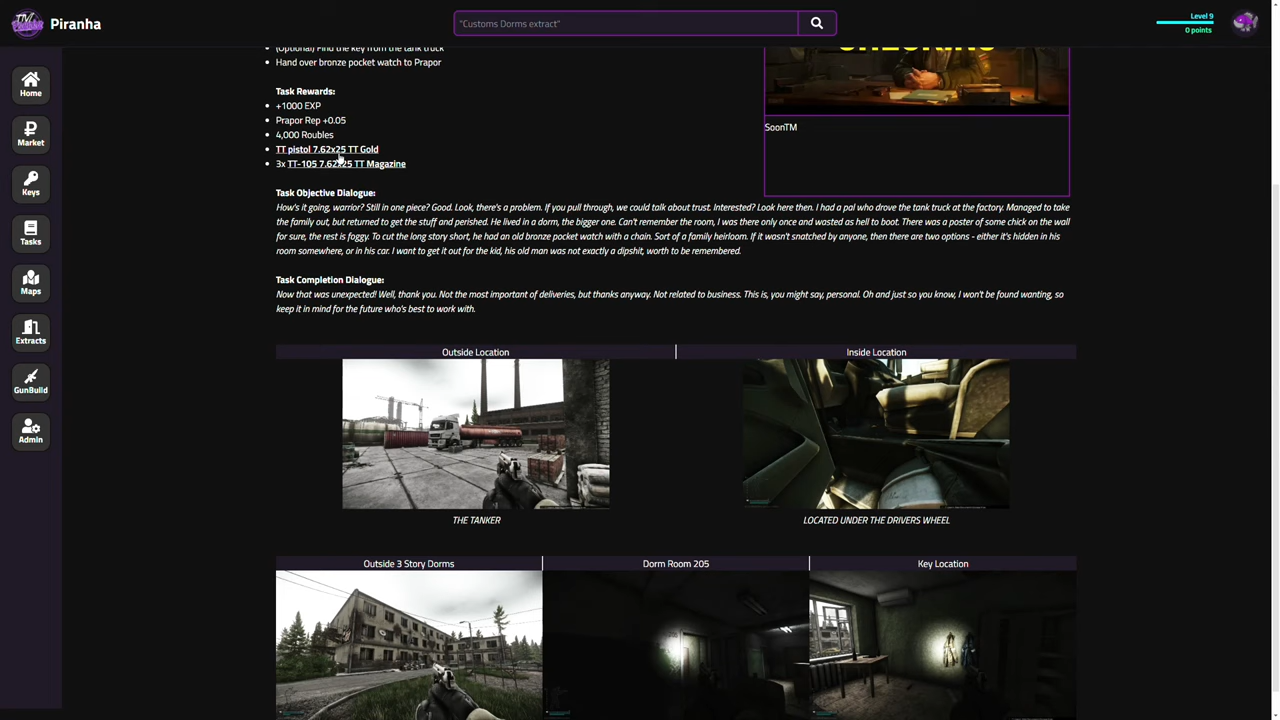 Piranha
"Customs Dorms extract"
Level 9
0 points
Home
Market
Keys
Tasks
Maps
Extracts
GunBuild
Admin
(Optional) Find the key from the tank truck
Hand over bronze pocket watch to Prapor
Task Rewards:
+1000 EXP
Prapor Rep +0.05
4,000 Roubles
TT pistol 7.62x25 TT Gold
3x TT-105 7.62x25 TT Magazine
CHECKING
SoonTM
Task Objective Dialogue:
How's it going, warrior? Still in one piece? Good. Look, there's a problem. If you pull through, we could talk about trust. Interested? Look here then. I had a pal who drove the tank truck at the factory. Managed to take
the family out, but returned to get the stuff and perished. He lived in a dorm, the bigger one. Can't remember the room, I was there only once and wasted as hell to boot. There was a poster of some chick on the wall
for sure, the rest is foggy. To cut the long story short, he had an old bronze pocket watch with a chain. Sort of a family heirloom. If it wasn't snatched by anyone, then there are two options - either it's hidden in his
room somewhere, or in his car. I want to get it out for the kid, his old man was not exactly a dipshit, worth to be remembered.
Task Completion Dialogue:
Now that was unexpected! Well, thank you. Not the most important of deliveries, but thanks anyway. Not related to business. This is, you might say, personal. Oh and just so you know, I won't be found wanting, so
keep it in mind for the future who's best to work with.
Outside Location
Inside Location
THE TANKER
LOCATED UNDER THE DRIVERS WHEEL
Outside 3 Story Dorms
Dorm Room 205
Key Location